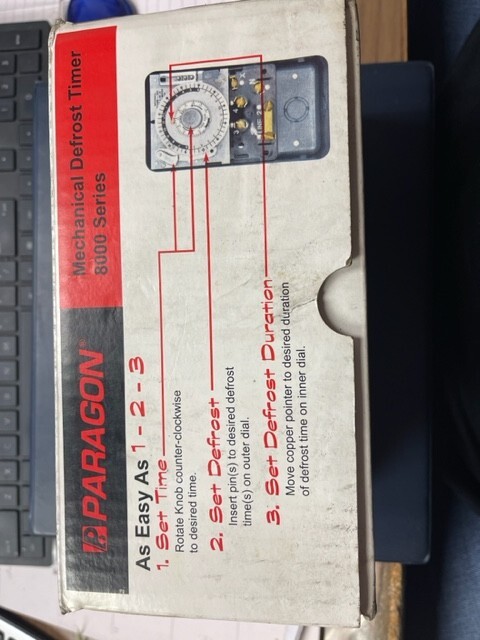 PARAGON®
Mechanical Defrost Timer
8000 Series
As Easy As 1 - 2 - 3
1. Set Time
Rotate Knob counter-clockwise
to desired time.
2. Set Defrost
Insert pin(s) to desired defrost
time(s) on outer dial.
3. Set Defrost Duration
Move copper pointer to desired duration
of defrost time on inner dial.